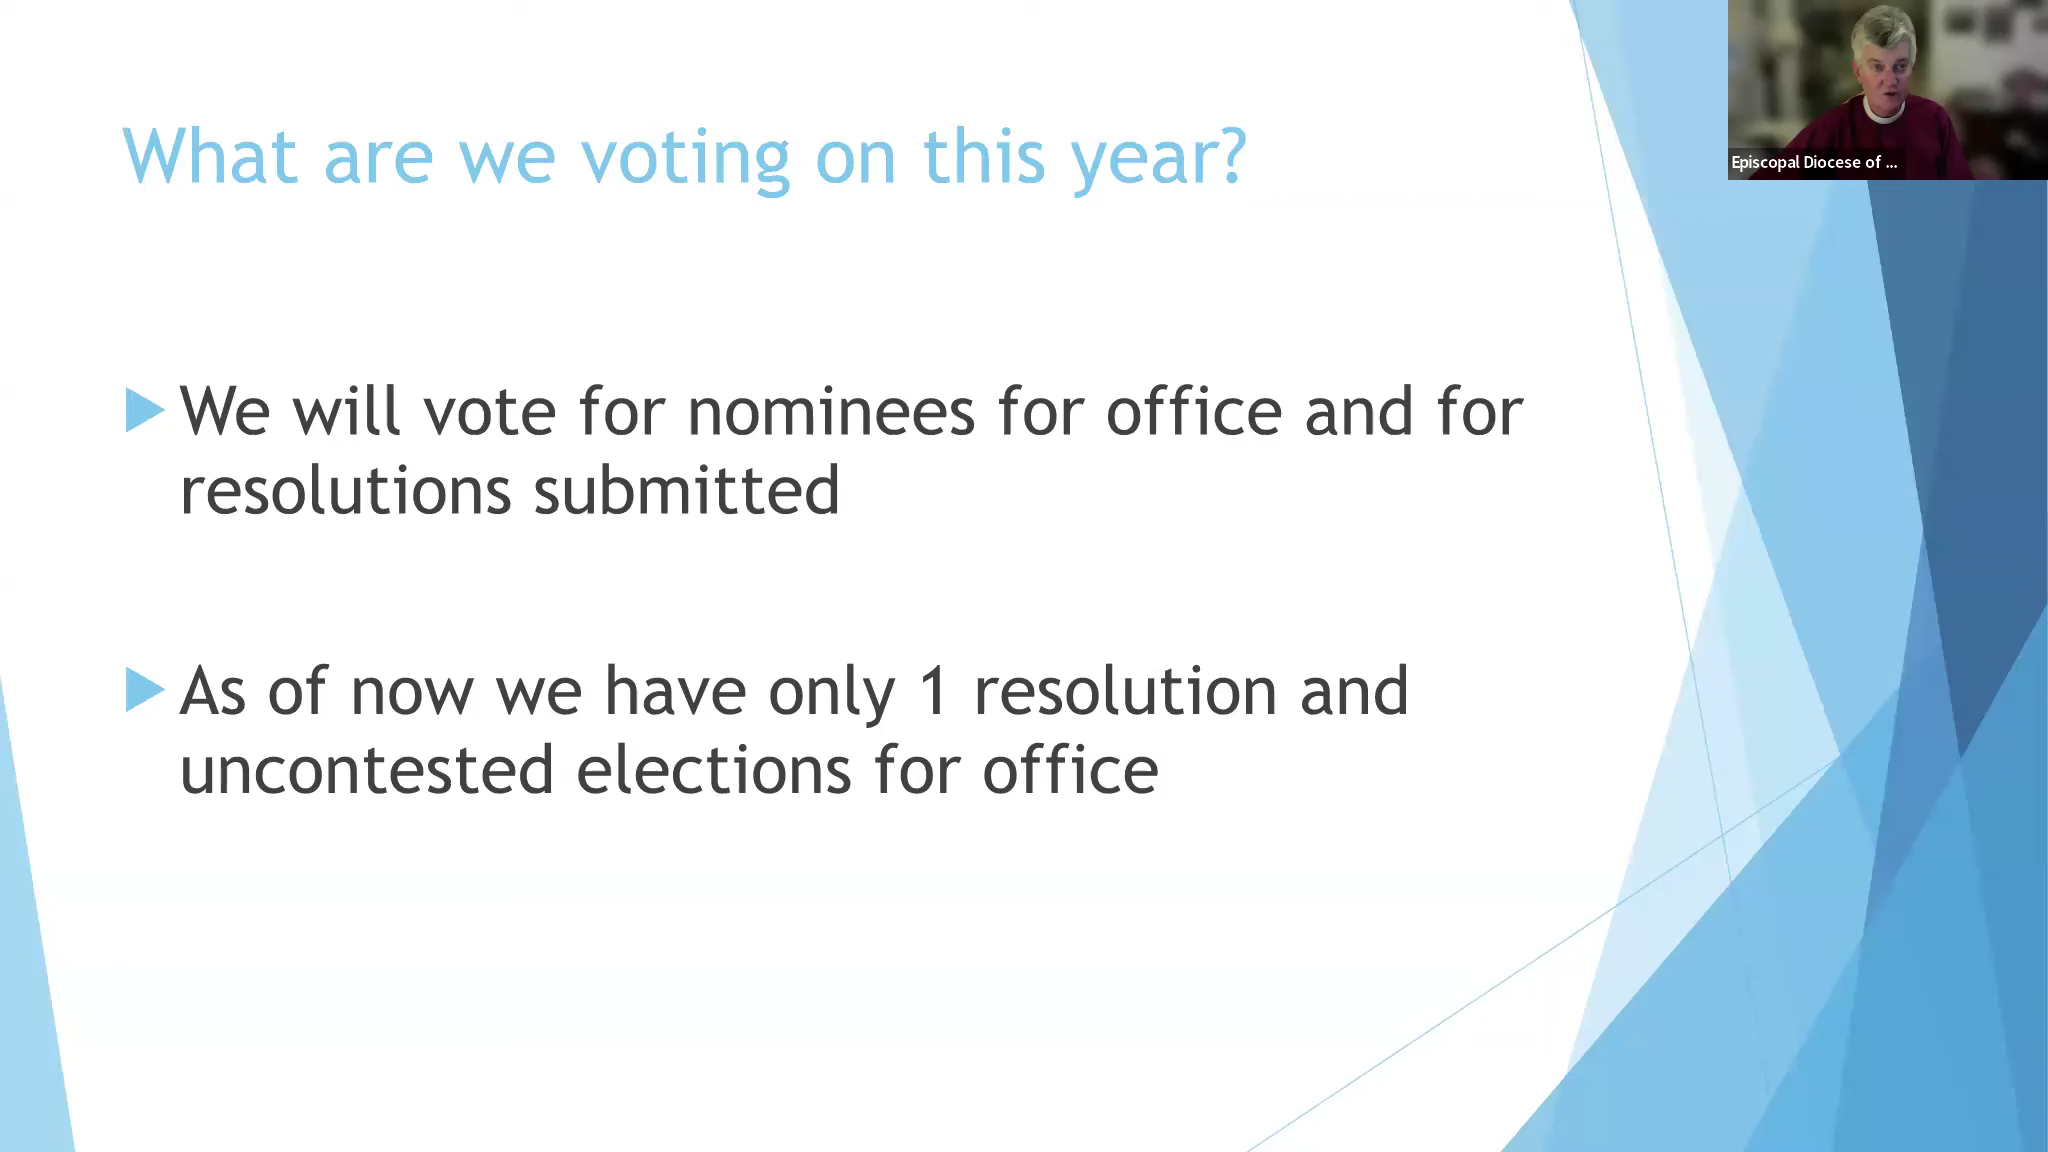 What are we voting on this year?
Episcopal Diocese of ...
We will vote for nominees for office and for
resolutions submitted
As of now we have only 1 resolution and
uncontested elections for office